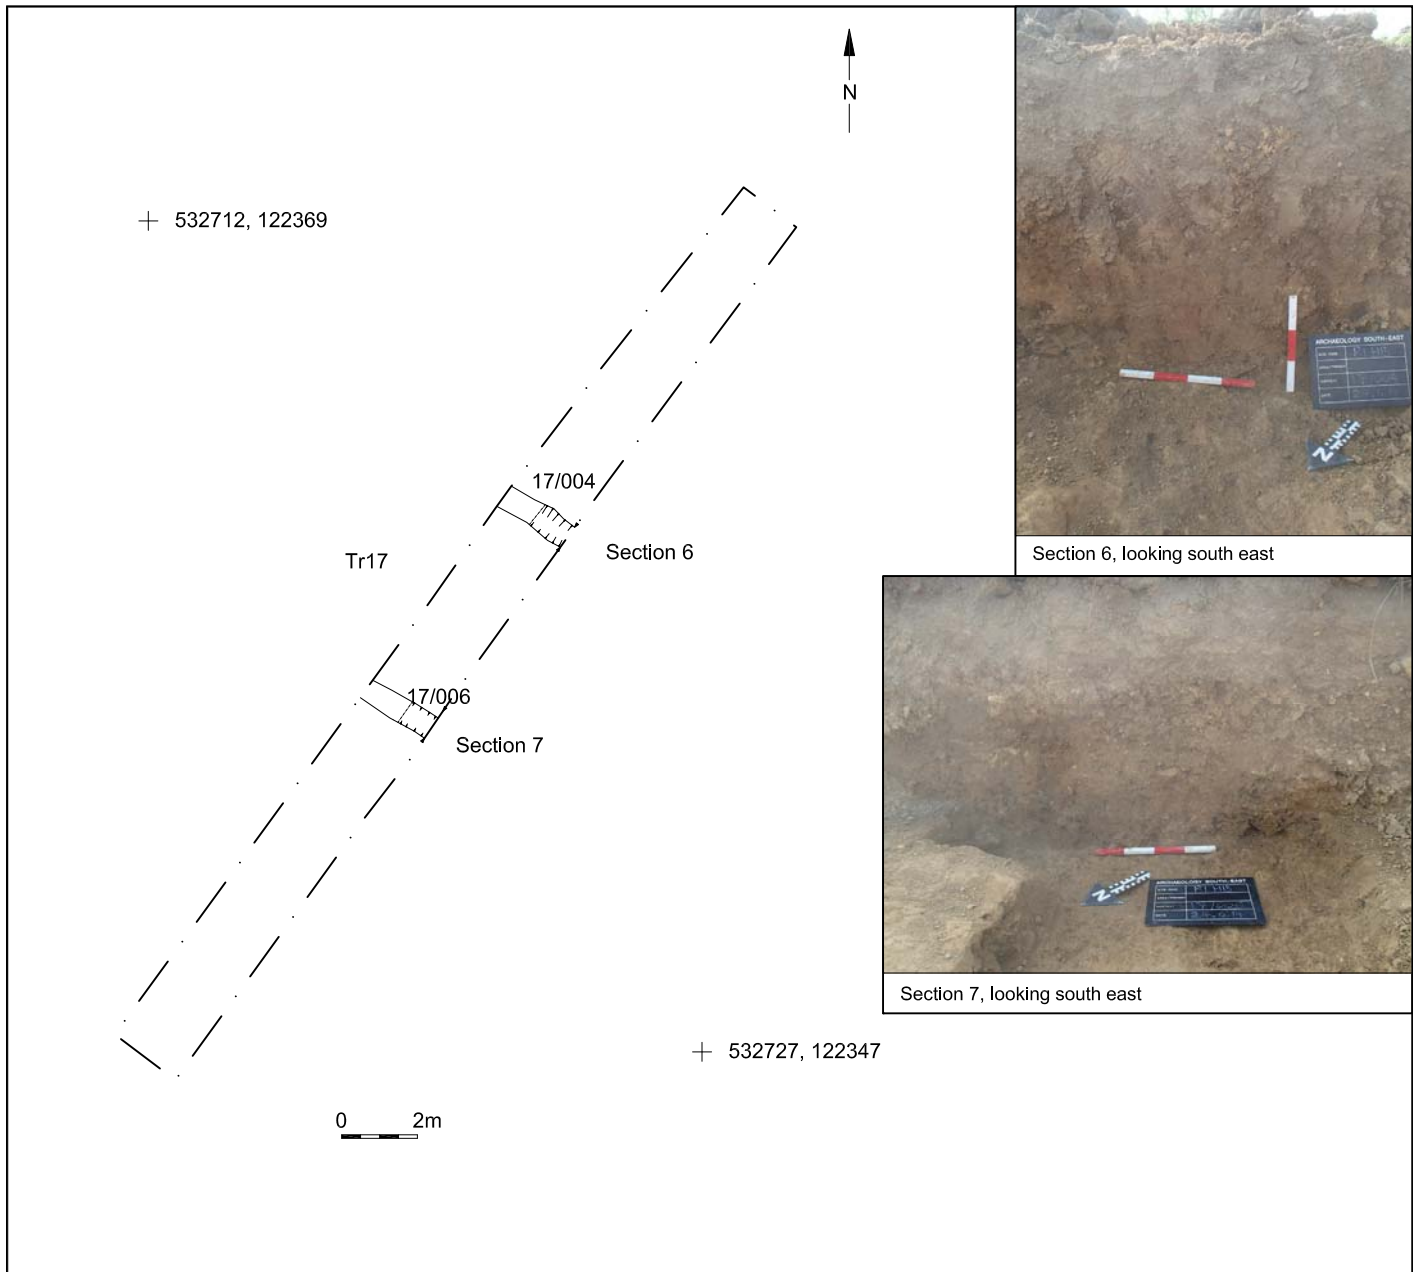 N
532712, 122369
17/004
Section 6
Tr17
17/006
Section 7
532727, 122347
0 2m
ARCHAEOLOGY SOUTH-EAST
N
Section 6, looking south east
N
ARCHAEOLOGY SOUTH-EAST
DATE
Section 7, looking south east